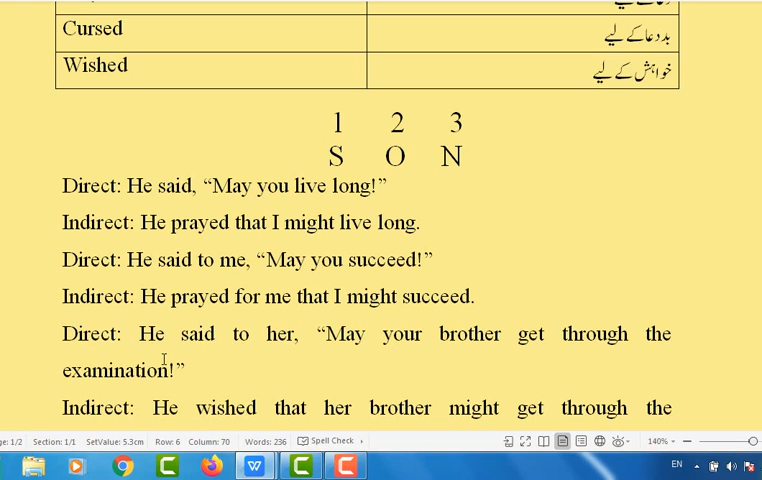 Cursed بددعا کے لیے
Wished خواہش کے لیے
1 2 3
S O N
Direct: He said, “May you live long!”
Indirect: He prayed that I might live long.
Direct: He said to me, “May you succeed!”
Indirect: He prayed for me that I might succeed.
Direct: He said to her, “May your brother get through the
examination!”
Indirect: He wished that her brother might get through the
ge: 1/2 Section: 1/1 SetValue: 5.3cm Row: 6 Column: 70 Words: 236 Spell Check 140%
EN